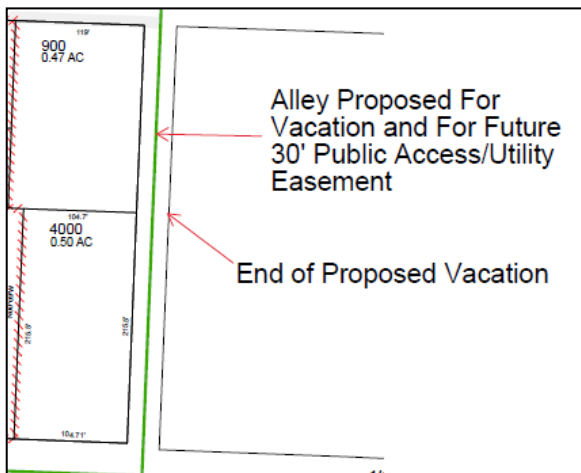 119'
900
0.47 AC
Alley Proposed For
Vacation and For Future
30' Public Access/Utility
Easement
104.7'
4000
0.50 AC
End of Proposed Vacation
215.8'
215.8'
104.71'